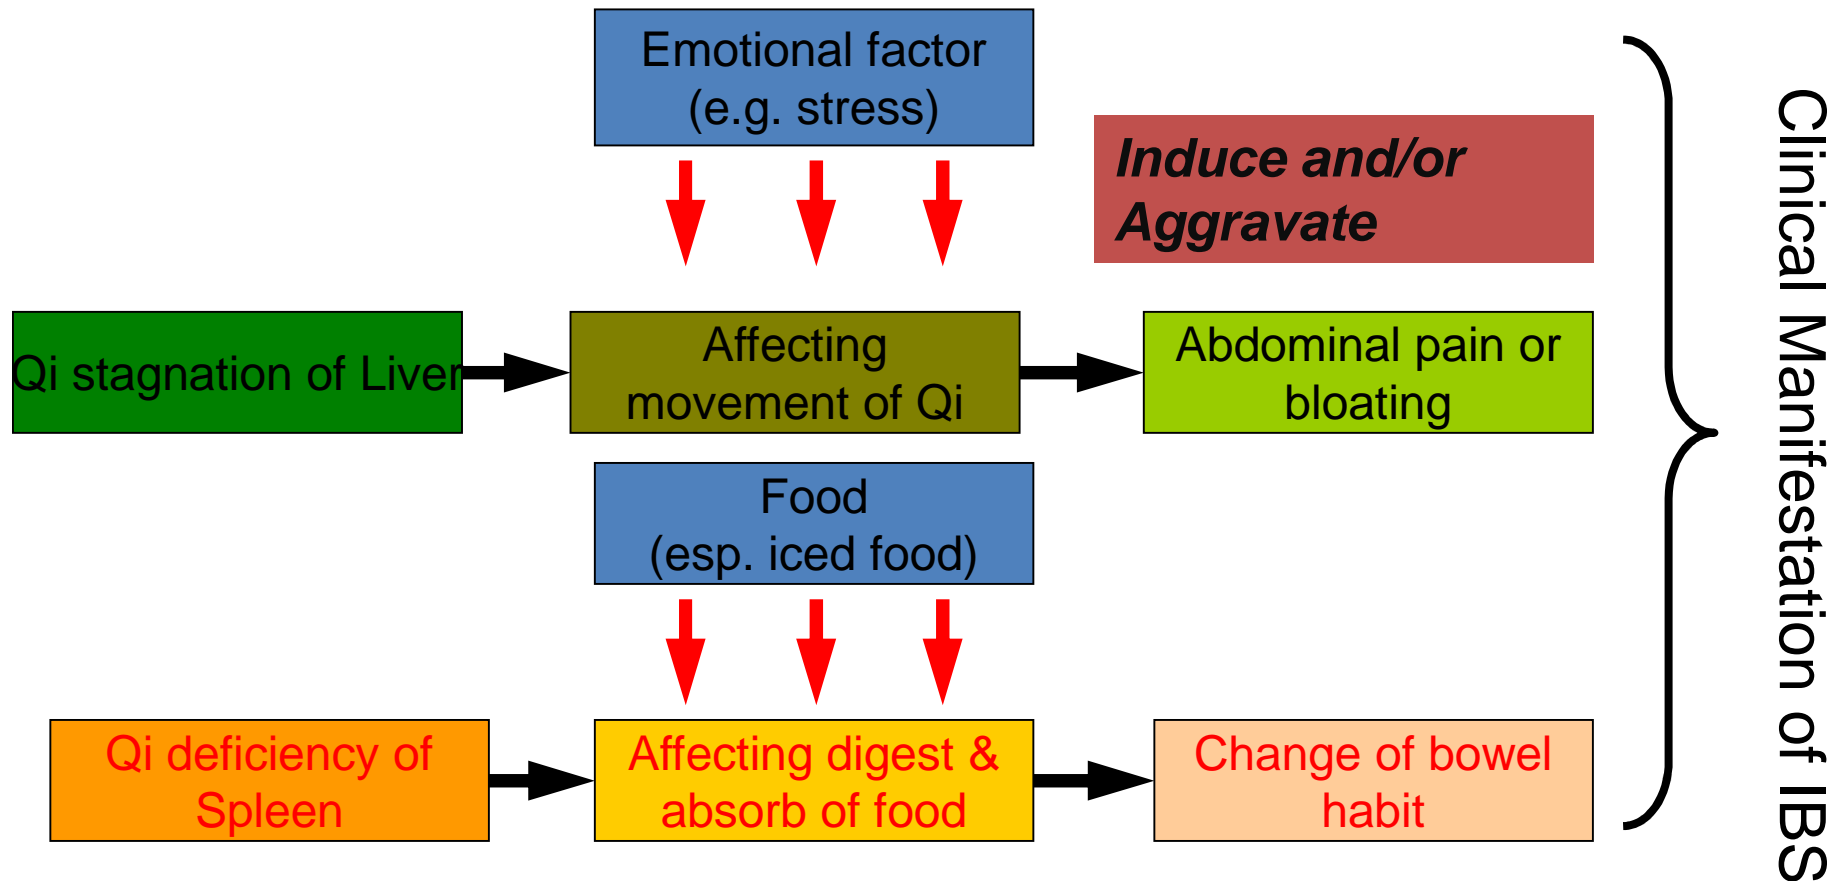 Emotional factor
(e.g. stress)
Induce and/or
Aggravate
Qi stagnation of Liver
Affecting
movement of Qi
Abdominal pain or
bloating
Food
(esp. iced food)
Qi deficiency of
Spleen
Affecting digest &
absorb of food
Change of bowel
habit
Clinical Manifestation of IBS